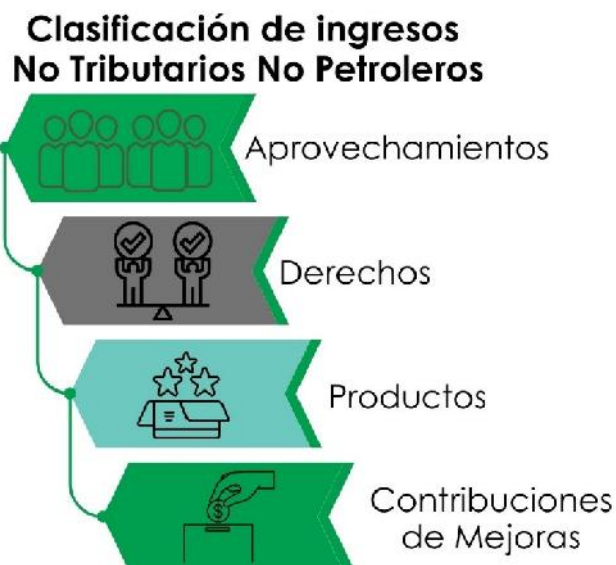 Clasificación de ingresos
No Tributarios No Petroleros
Aprovechamientos
Derechos
Productos
$
Contribuciones
de Mejoras